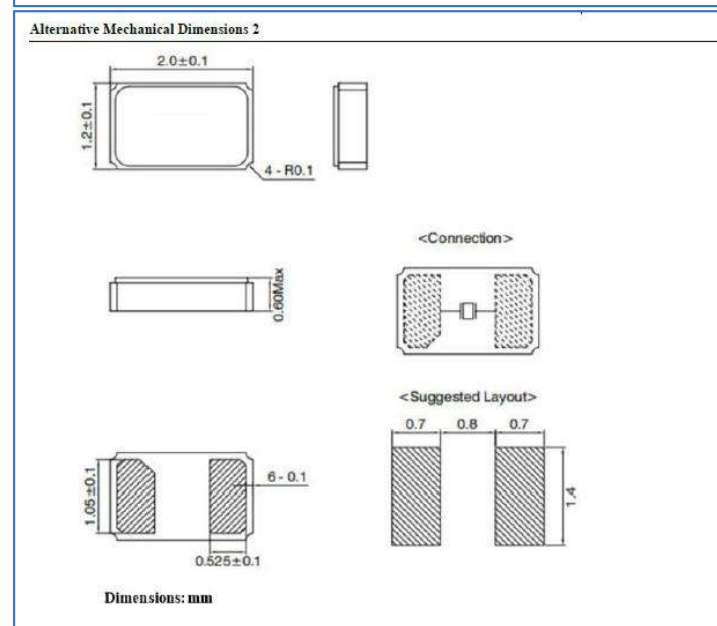 Alternative Mechanical Dimensions 2
2.0±0.1
1.2±0.1
4 - R0.1
<Connection>
0.60Max
<Suggested Layout>
0.7 0.8 0.7
1.05±0.1
6 - 0.1
1.4
0.525±0.1
Dimensions: mm